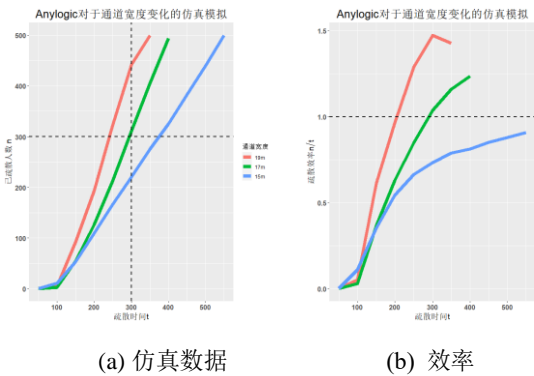 Anylogic对于通道宽度变化的仿真模拟
500
400
300
200
100
0
已疏散人数 n
100 200 300 400 500
疏散时间t
通道宽度
19m
17m
15m
(a) 仿真数据
Anylogic对于通道宽度变化的仿真模拟
1.5
1.0
0.5
0.0
疏散效率n/t
100 200 300 400 500
疏散时间t
(b) 效率